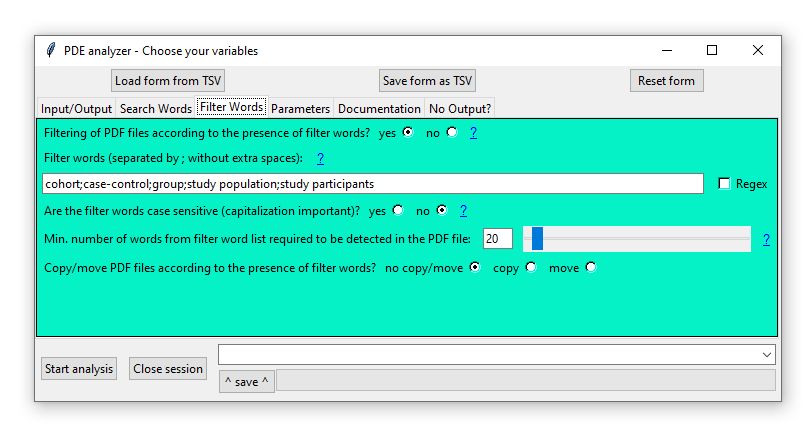 PDE analyzer - Choose your variables
Load form from TSV Save form as TSV Reset form
Input/Output Search Words Filter Words Parameters Documentation No Output?
Filtering of PDF files according to the presence of filter words? yes no ?
Filter words (separated by ; without extra spaces): ?
cohort;case-control;group;study population;study participants Regex
Are the filter words case sensitive (capitalization important)? yes no ?
Min. number of words from filter word list required to be detected in the PDF file: 20 ?
Copy/move PDF files according to the presence of filter words? no copy/move copy move
Start analysis Close session
^ save ^